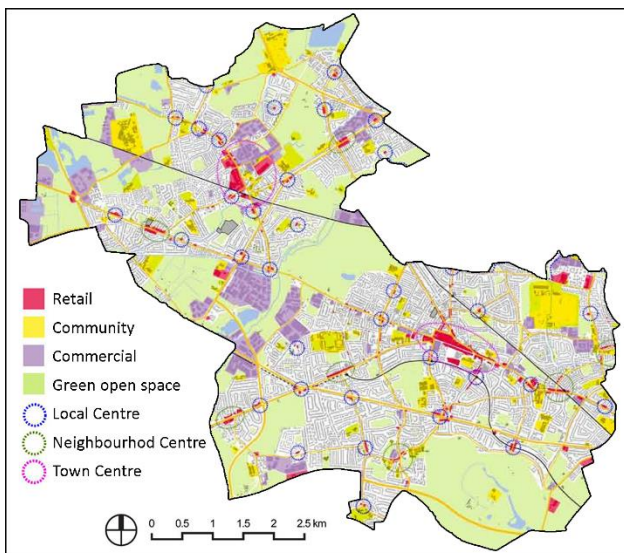 Retail
Community
Commercial
Green open space
Local Centre
Neighbourhod Centre
Town Centre
0 0.5 1 1.5 2 2.5 km